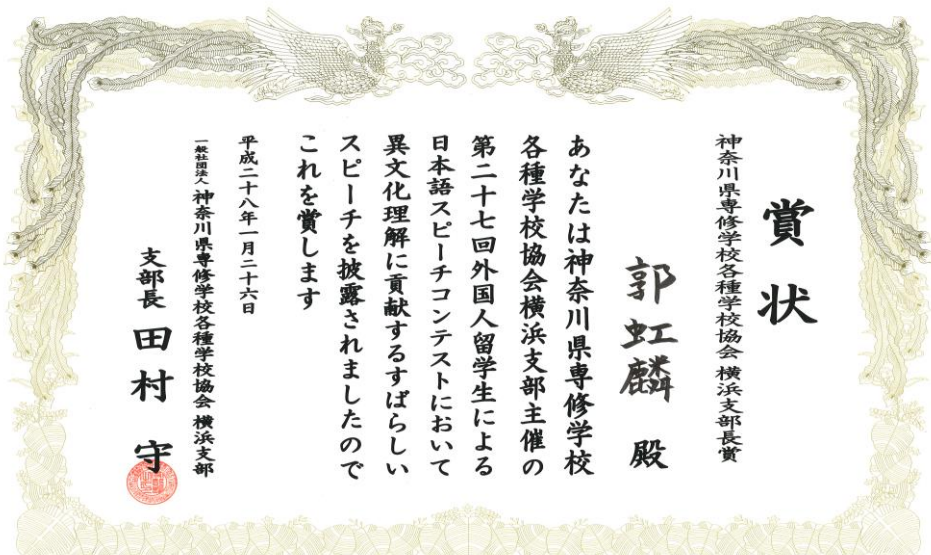 賞状
神奈川県専修学校各種学校協会 横浜支部長賞
郭虹麟 殿
あなたは神奈川県専修学校
各種学校協会横浜支部主催の
第二十七回外国人留学生による
日本語スピーチコンテストにおいて
異文化理解に貢献するすばらしい
スピーチを披露されましたので
これを賞します
平成二十八年一月二十六日
一般社団法人 神奈川県専修学校各種学校協会 横浜支部
支部長 田村 守